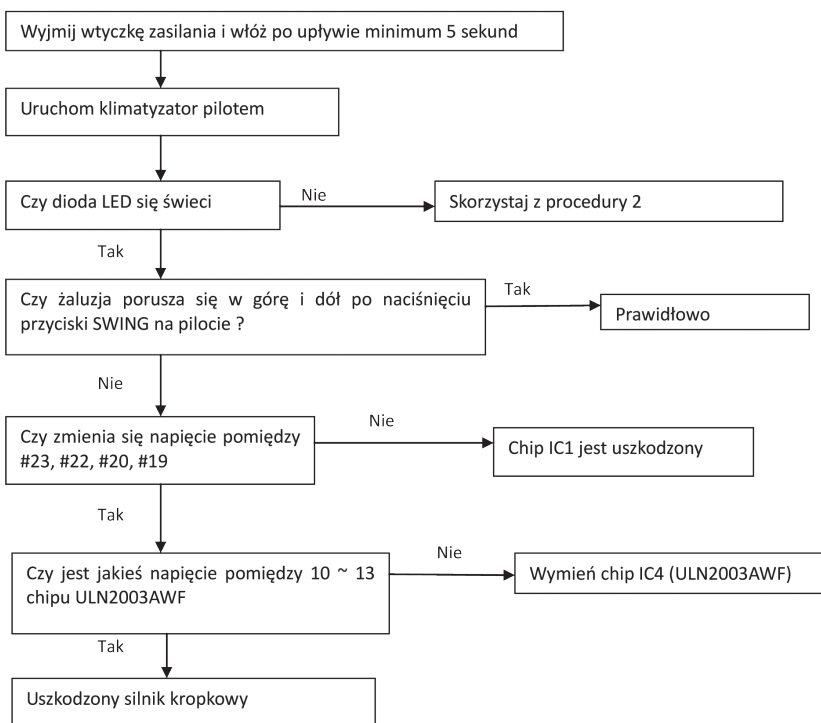 Wyjmij wtyczkę zasilania i włóż po upływie minimum 5 sekund
Uruchom klimatyzator pilotem
Czy dioda LED się świeci
Nie
Skorzystaj z procedury 2
Tak
Czy żaluzja porusza się w górę i dół po naciśnięciu
przyciski SWING na pilocie ?
Tak
Prawidłowo
Nie
Czy zmienia się napięcie pomiędzy
#23, #22, #20, #19
Nie
Chip IC1 jest uszkodzony
Tak
Czy jest jakieś napięcie pomiędzy 10 ~ 13
chipu ULN2003AWF
Nie
Wymień chip IC4 (ULN2003AWF)
Tak
Uszkodzony silnik kropkowy